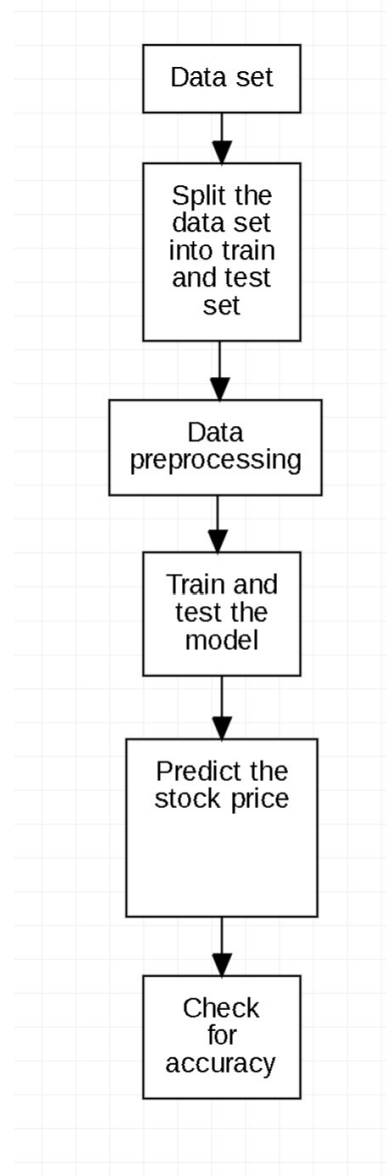 Data set
Split the
data set
into train
and test
set
Data
preprocessing
Train and
test the
model
Predict the
stock price
Check
for
accuracy